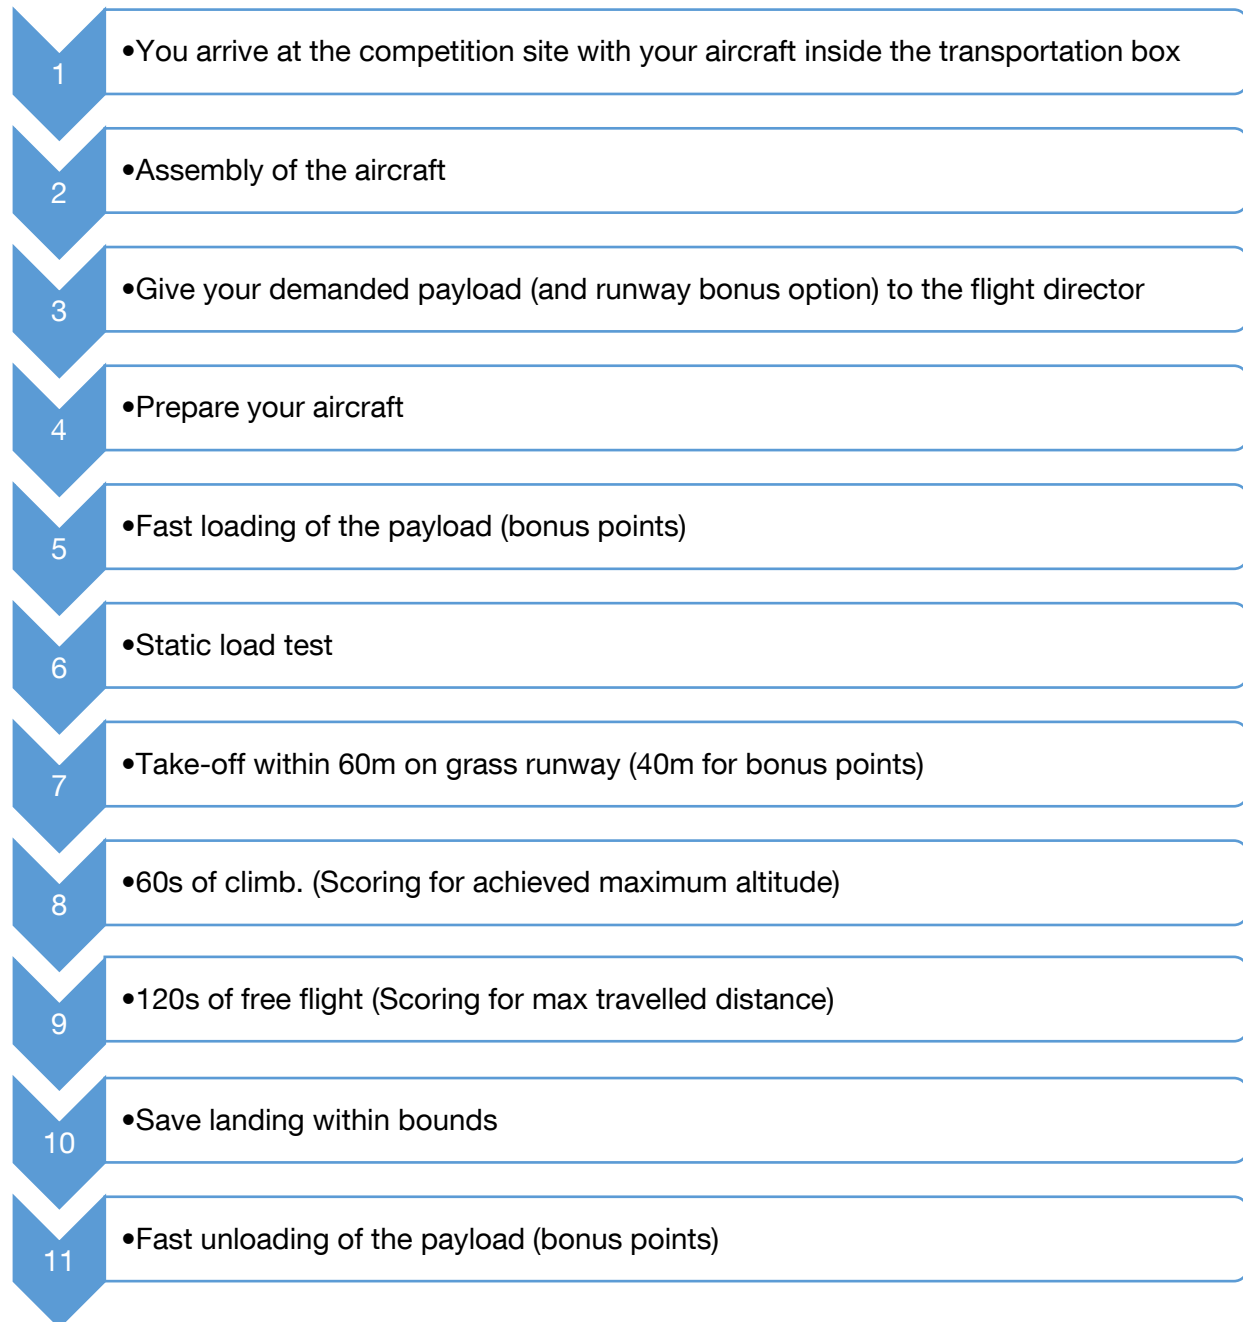 1
•You arrive at the competition site with your aircraft inside the transportation box
2
•Assembly of the aircraft
3
•Give your demanded payload (and runway bonus option) to the flight director
4
•Prepare your aircraft
5
•Fast loading of the payload (bonus points)
6
•Static load test
7
•Take-off within 60m on grass runway (40m for bonus points)
8
•60s of climb. (Scoring for achieved maximum altitude)
9
•120s of free flight (Scoring for max travelled distance)
10
•Save landing within bounds
11
•Fast unloading of the payload (bonus points)